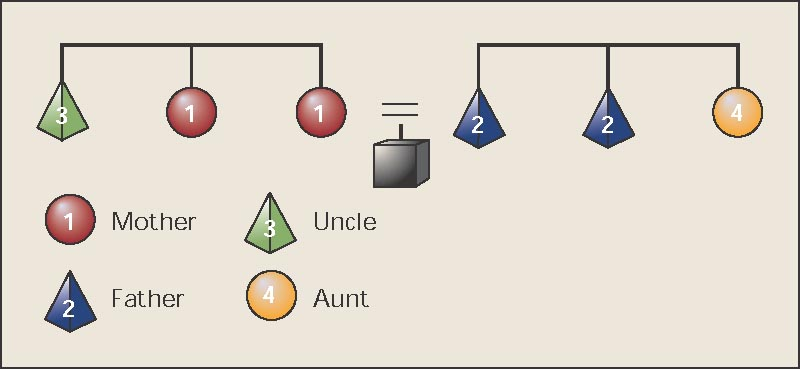 3 1 1 = 2 2 4
1 Mother 3 Uncle
2 Father 4 Aunt